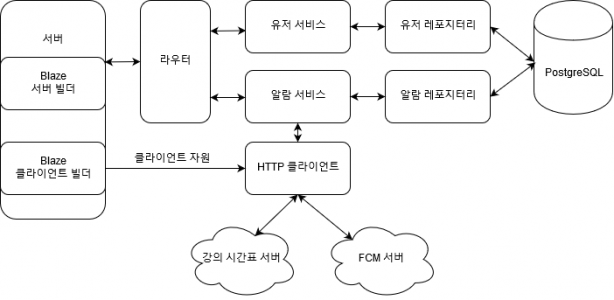 서버
Blaze
서버 빌더
Blaze
클라이언트 빌더
라우터
클라이언트 자원
유저 서비스
유저 레포지터리
알람 서비스
알람 레포지터리
PostgreSQL
HTTP 클라이언트
강의 시간표 서버
FCM 서버